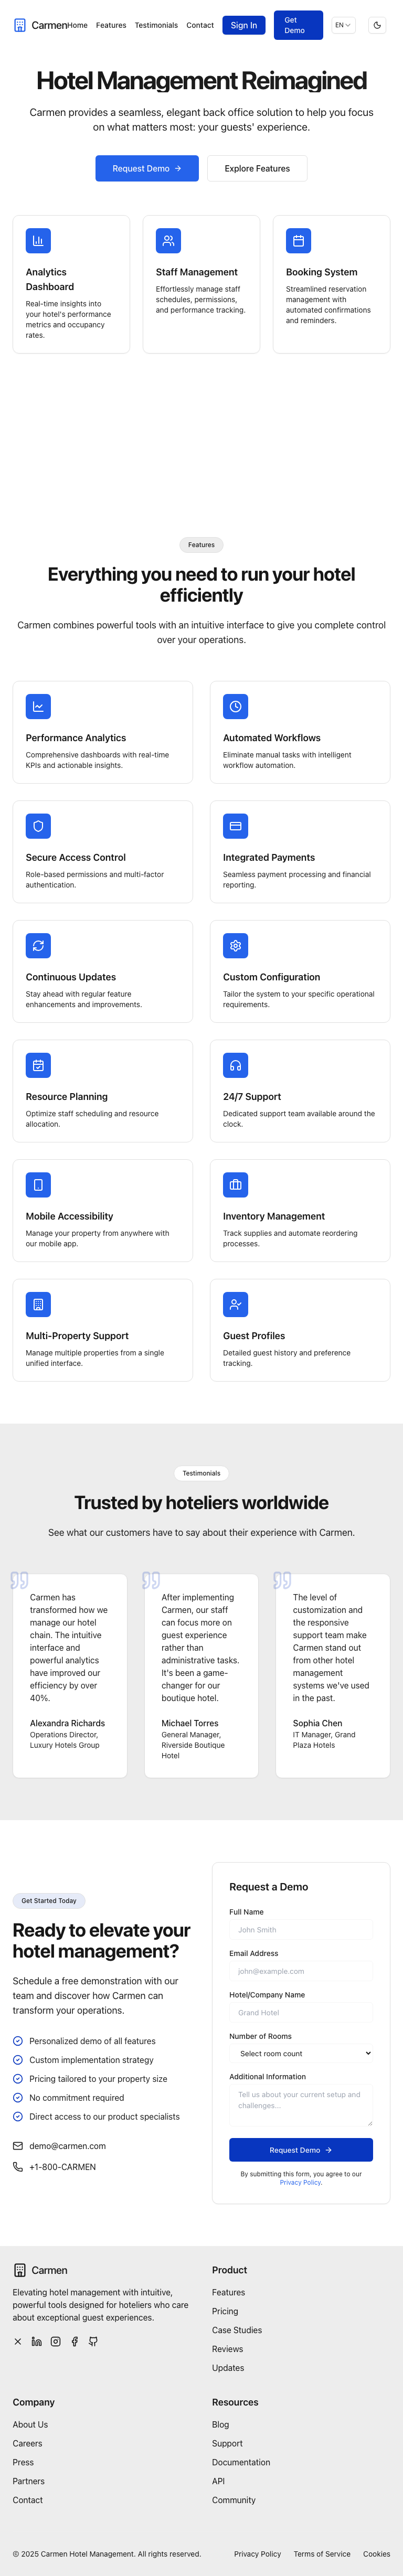 Carmen
Home
Features
Testimonials
Contact
Sign In
Get
Demo
EN
Hotel Management Reimagined
Carmen provides a seamless, elegant back office solution to help you focus
on what matters most: your guests' experience.
Request Demo
Explore Features
Analytics
Dashboard
Real-time insights into
your hotel's performance
metrics and occupancy
rates.
Staff Management
Effortlessly manage staff
schedules, permissions,
and performance tracking.
Booking System
Streamlined reservation
management with
automated confirmations
and reminders.
Features
Everything you need to run your hotel
efficiently
Carmen combines powerful tools with an intuitive interface to give you complete control
over your operations.
Performance Analytics
Comprehensive dashboards with real-time
KPIs and actionable insights.
Automated Workflows
Eliminate manual tasks with intelligent
workflow automation.
Secure Access Control
Role-based permissions and multi-factor
authentication.
Integrated Payments
Seamless payment processing and financial
reporting.
Continuous Updates
Stay ahead with regular feature
enhancements and improvements.
Custom Configuration
Tailor the system to your specific operational
requirements.
Resource Planning
Optimize staff scheduling and resource
allocation.
24/7 Support
Dedicated support team available around the
clock.
Mobile Accessibility
Manage your property from anywhere with
our mobile app.
Inventory Management
Track supplies and automate reordering
processes.
Multi-Property Support
Manage multiple properties from a single
unified interface.
Guest Profiles
Detailed guest history and preference
tracking.
Testimonials
Trusted by hoteliers worldwide
See what our customers have to say about their experience with Carmen.
Carmen has
transformed how we
manage our hotel
chain. The intuitive
interface and
powerful analytics
have improved our
efficiency by over
40%.
Alexandra Richards
Operations Director,
Luxury Hotels Group
After implementing
Carmen, our staff
can focus more on
guest experience
rather than
administrative tasks.
It's been a game-
changer for our
boutique hotel.
Michael Torres
General Manager,
Riverside Boutique
Hotel
The level of
customization and
the responsive
support team make
Carmen stand out
from other hotel
management
systems we've used
in the past.
Sophia Chen
IT Manager, Grand
Plaza Hotels
Get Started Today
Ready to elevate your
hotel management?
Schedule a free demonstration with our
team and discover how Carmen can
transform your operations.
Personalized demo of all features
Custom implementation strategy
Pricing tailored to your property size
No commitment required
Direct access to our product specialists
demo@carmen.com
+1-800-CARMEN
Request a Demo
Full Name
John Smith
Email Address
john@example.com
Hotel/Company Name
Grand Hotel
Number of Rooms
Select room count
Additional Information
Tell us about your current setup and
challenges...
Request Demo
By submitting this form, you agree to our
Privacy Policy.
Carmen
Elevating hotel management with intuitive,
powerful tools designed for hoteliers who care
about exceptional guest experiences.
Product
Features
Pricing
Case Studies
Reviews
Updates
Company
About Us
Careers
Press
Partners
Contact
Resources
Blog
Support
Documentation
API
Community
© 2025 Carmen Hotel Management. All rights reserved.
Privacy Policy
Terms of Service
Cookies